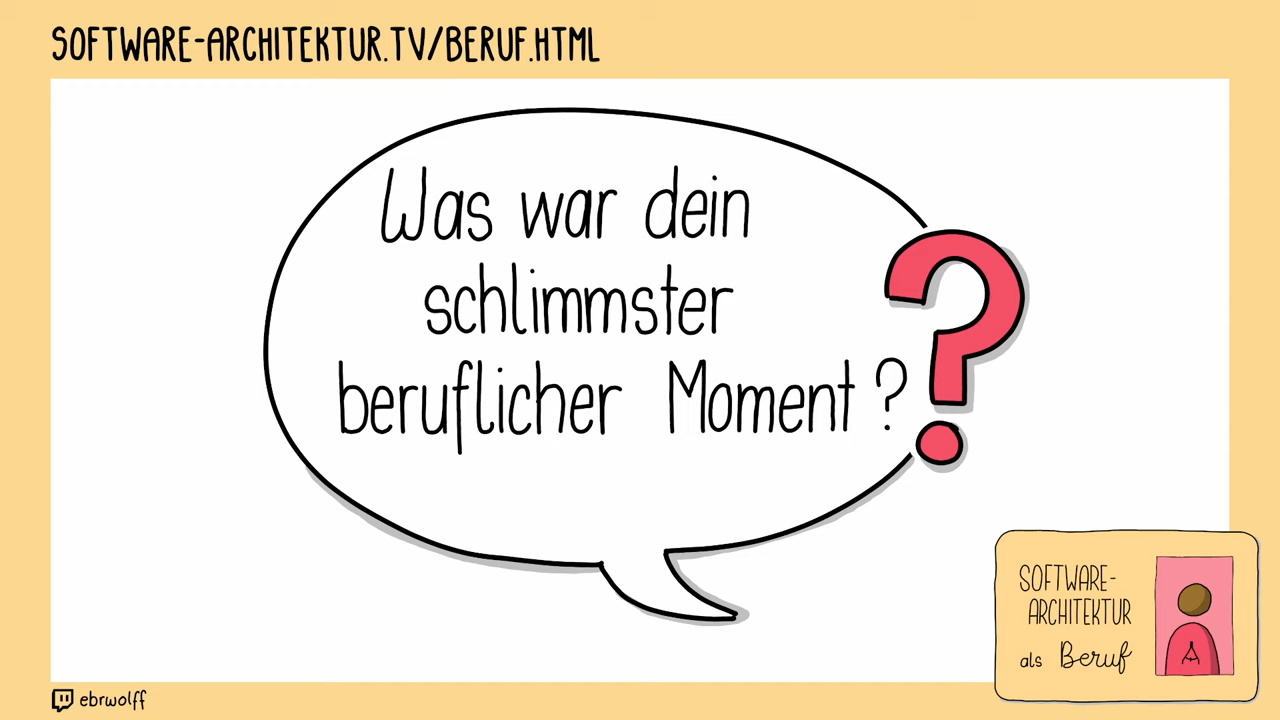 SOFTWARE-ARCHITEKTUR.TV/BERUF.HTML
Was war dein
schlimmster
beruflicher Moment ?
?
SOFTWARE-
ARCHITEKTUR
als Beruf
ebrwolff